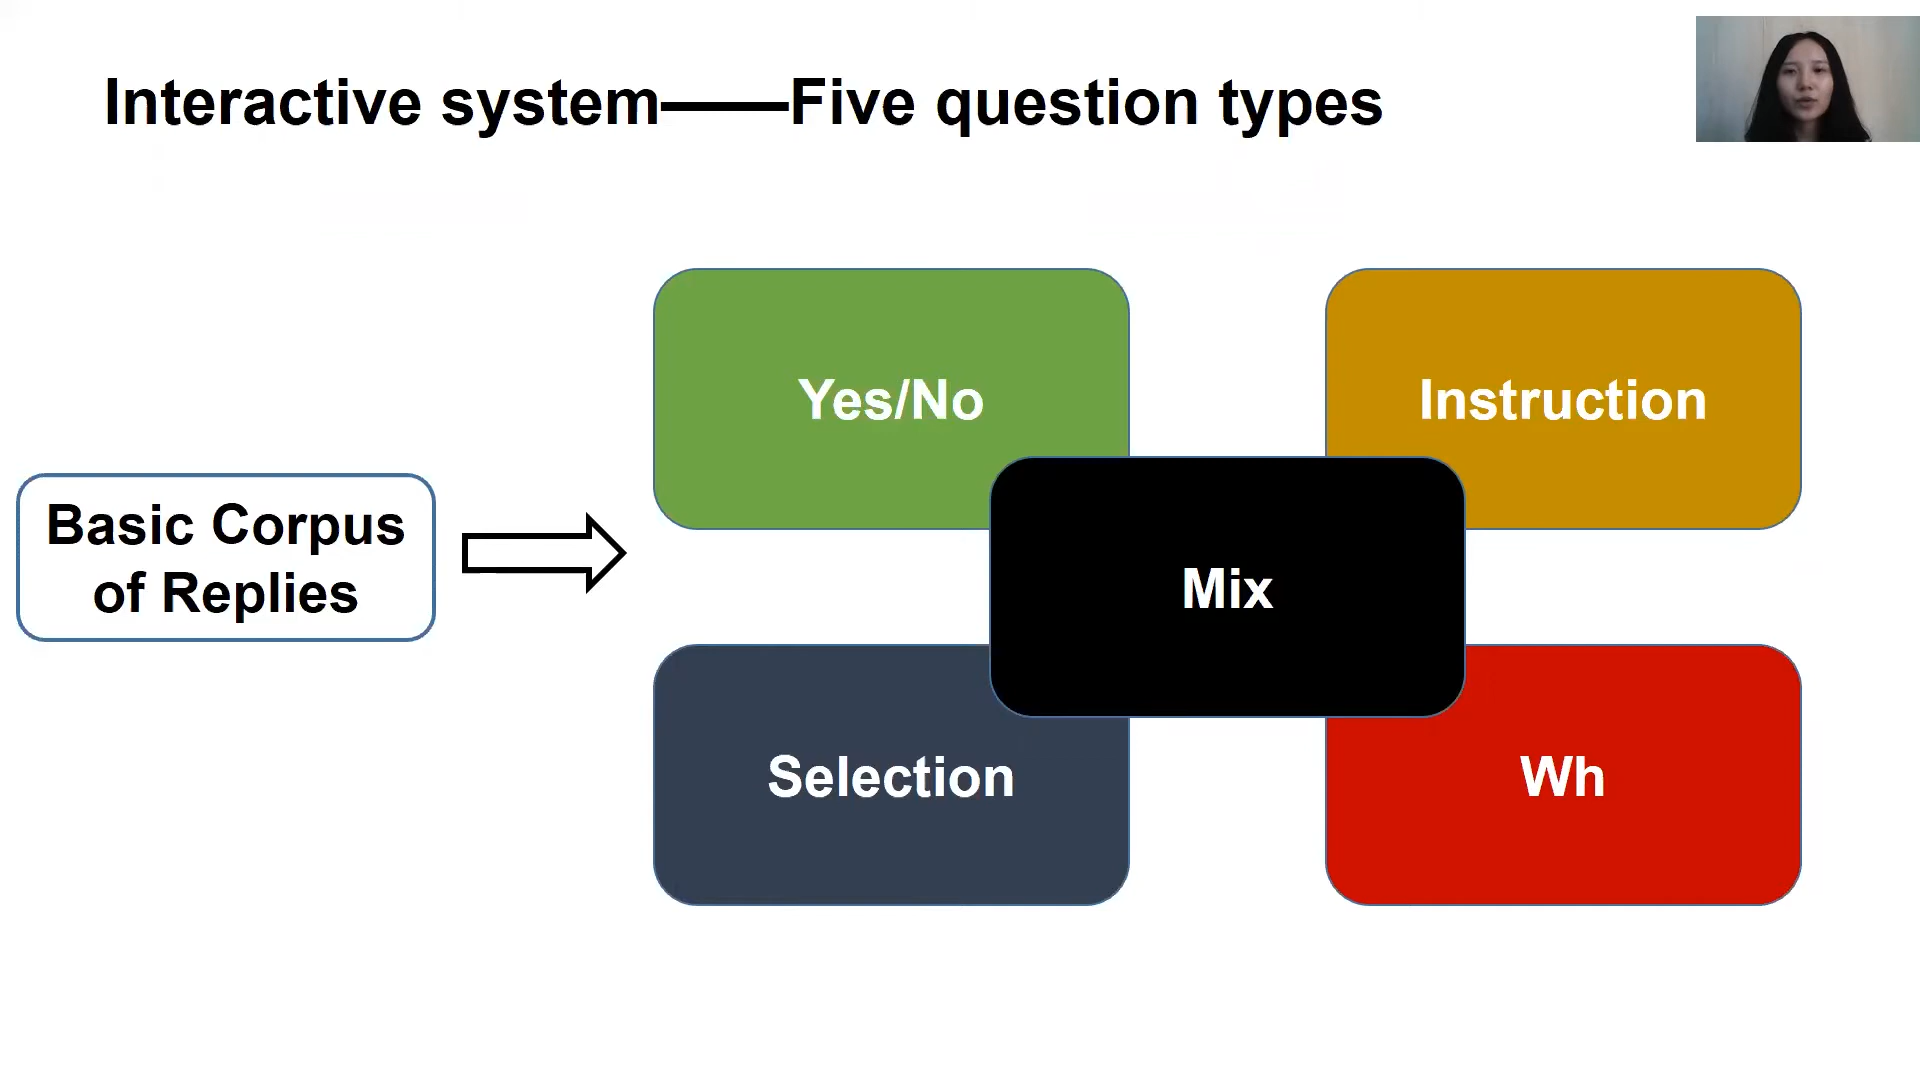 Interactive system——Five question types
Yes/No
Instruction
Basic Corpus
of Replies
Mix
Selection
Wh